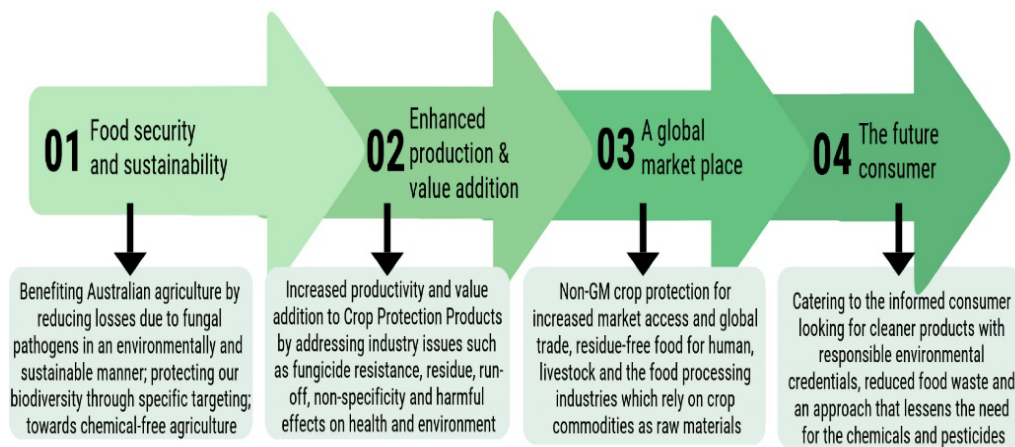 01
Food security
and sustainability
02
Enhanced
production &
value addition
03
A global
market place
04
The future
consumer
Benefiting Australian agriculture by
reducing losses due to fungal
pathogens in an environmentally and
sustainable manner; protecting our
biodiversity through specific targeting;
towards chemical-free agriculture
Increased productivity and value
addition to Crop Protection Products
by addressing industry issues such
as fungicide resistance, residue, run-
off, non-specificity and harmful
effects on health and environment
Non-GM crop protection for
increased market access and global
trade, residue-free food for human,
livestock and the food processing
industries which rely on crop
commodities as raw materials
Catering to the informed consumer
looking for cleaner products with
responsible environmental
credentials, reduced food waste and
an approach that lessens the need
for the chemicals and pesticides